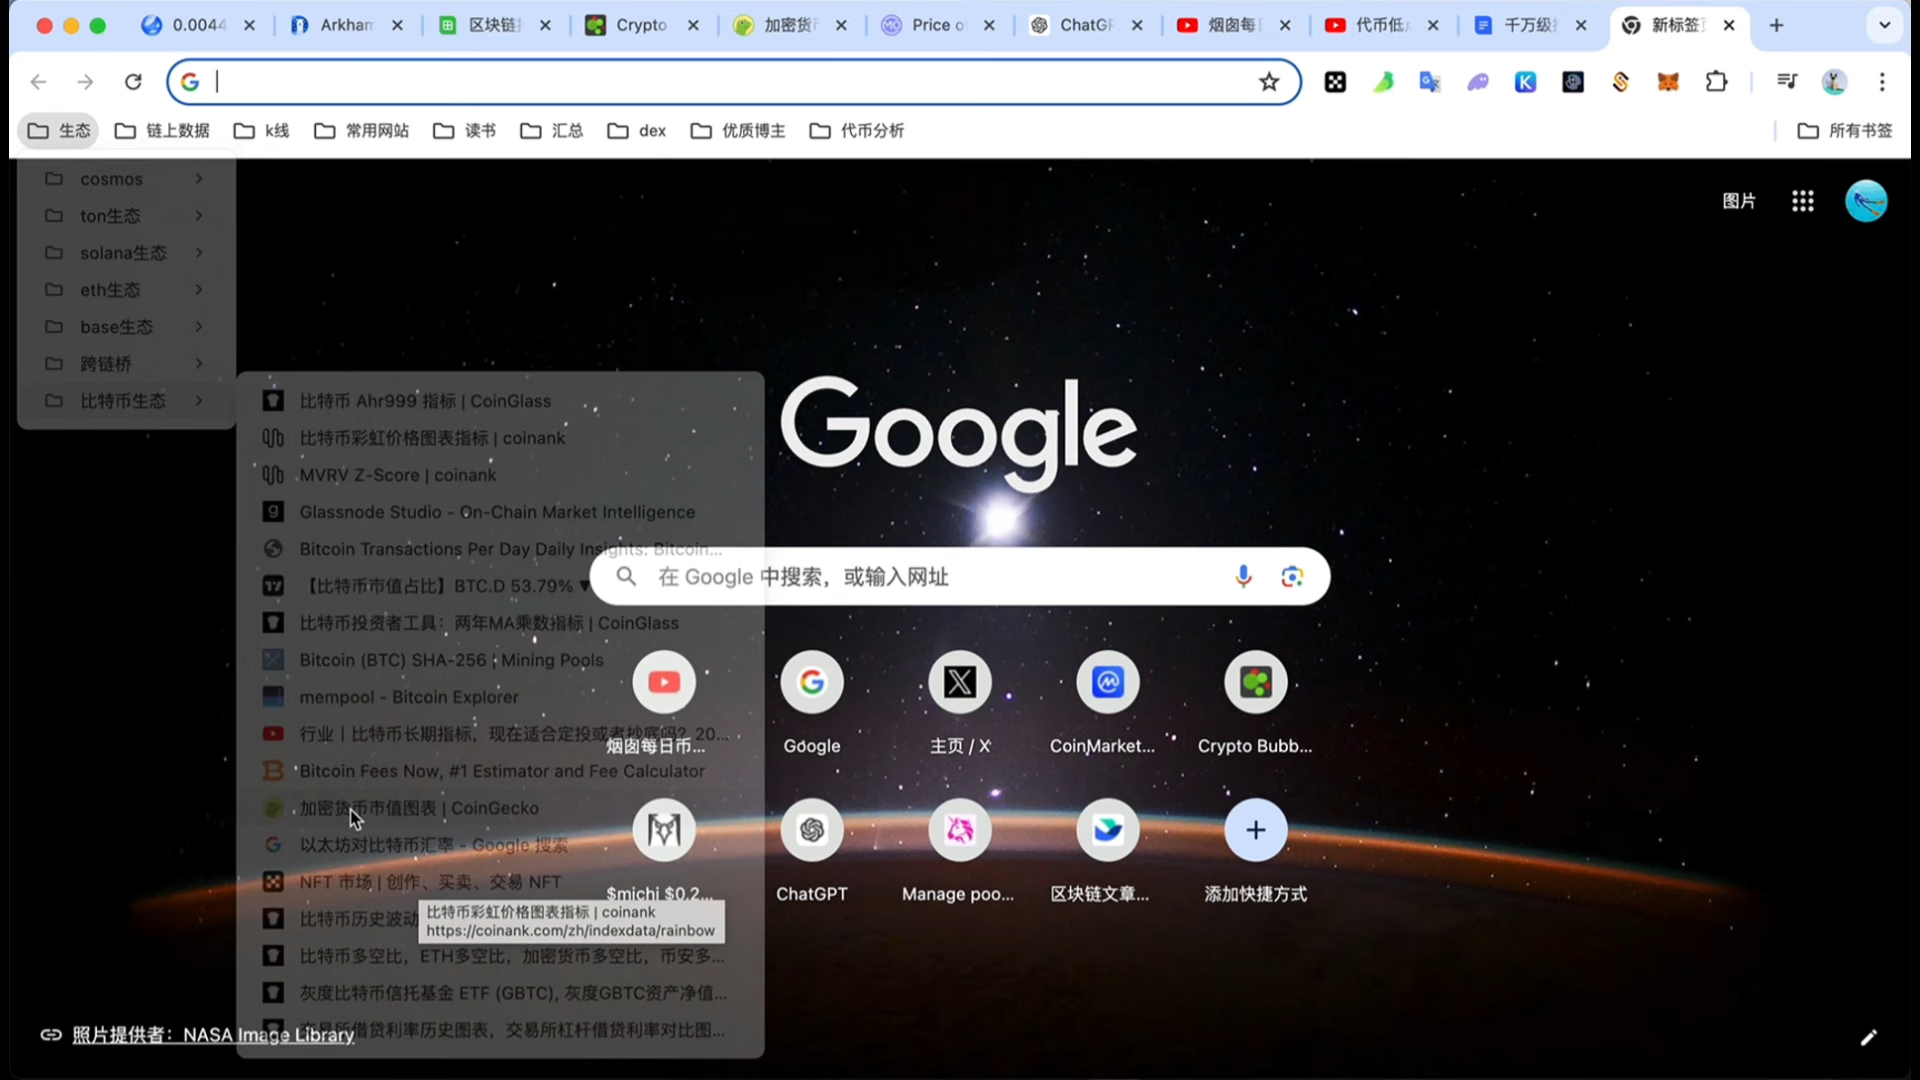 0.0044
Arkham
区块链
Crypto
加密货
Price o
ChatGP
烟囱每
代币低
千万级
新标签
生态
链上数据
k线
常用网站
读书
汇总
dex
优质博主
代币分析
所有书签
cosmos
ton生态
solana生态
eth生态
base生态
跨链桥
比特币生态
图片
比特币 Ahr999 指标 | CoinGlass
比特币彩虹价格图表指标 | coinank
MVRV Z-Score | coinank
Glassnode Studio - On-Chain Market Intelligence
Bitcoin Transactions Per Day Daily Insights: Bitcoin...
【比特币市值占比】BTC.D 53.79% ▼
比特币投资者工具：两年MA乘数指标 | CoinGlass
Bitcoin (BTC) SHA-256 | Mining Pools
mempool - Bitcoin Explorer
行业丨比特币长期指标，现在适合定投或者抄底吗？20...
Bitcoin Fees Now, #1 Estimator and Fee Calculator
加密货币市值图表 | CoinGecko
以太坊对比特币汇率 - Google 搜索
NFT 市场 | 创作、买卖、交易 NFT
比特币历史波动
比特币多空比，ETH多空比，加密货币多空比，币安多...
灰度比特币信托基金 ETF (GBTC), 灰度GBTC资产净值...
交易所借贷利率历史图表，交易所杠杆借贷利率对比图...
比特币彩虹价格图表指标 | coinank
https://coinank.com/zh/indexdata/rainbow
Google
在 Google 中搜索，或输入网址
烟囱每日币...
Google
主页 / X
CoinMarket...
Crypto Bubb...
$michi $0.2...
ChatGPT
Manage poo...
区块链文章...
添加快捷方式
照片提供者：NASA Image Library